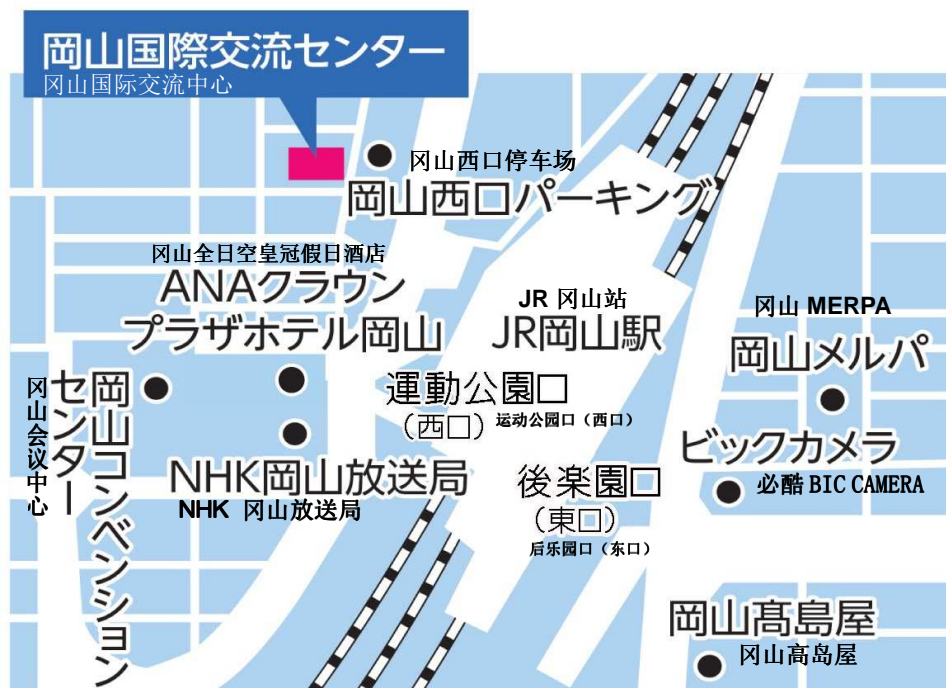 岡山国際交流センター
冈山国际交流中心
冈山西口停车场
岡山西口パーキング
冈山全日空皇冠假日酒店
ANAクラウン
プラザホテル岡山
JR 冈山站
JR岡山駅
冈山 MERPA
岡山メルパ
運動公園口
（西口）
运动公园口（西口）
冈山会议中心
岡山コンベンション
センター
ビックカメラ
必酷 BIC CAMERA
NHK岡山放送局
NHK 冈山放送局
後楽園口
（東口）
后乐园口（东口）
岡山髙島屋
冈山高岛屋